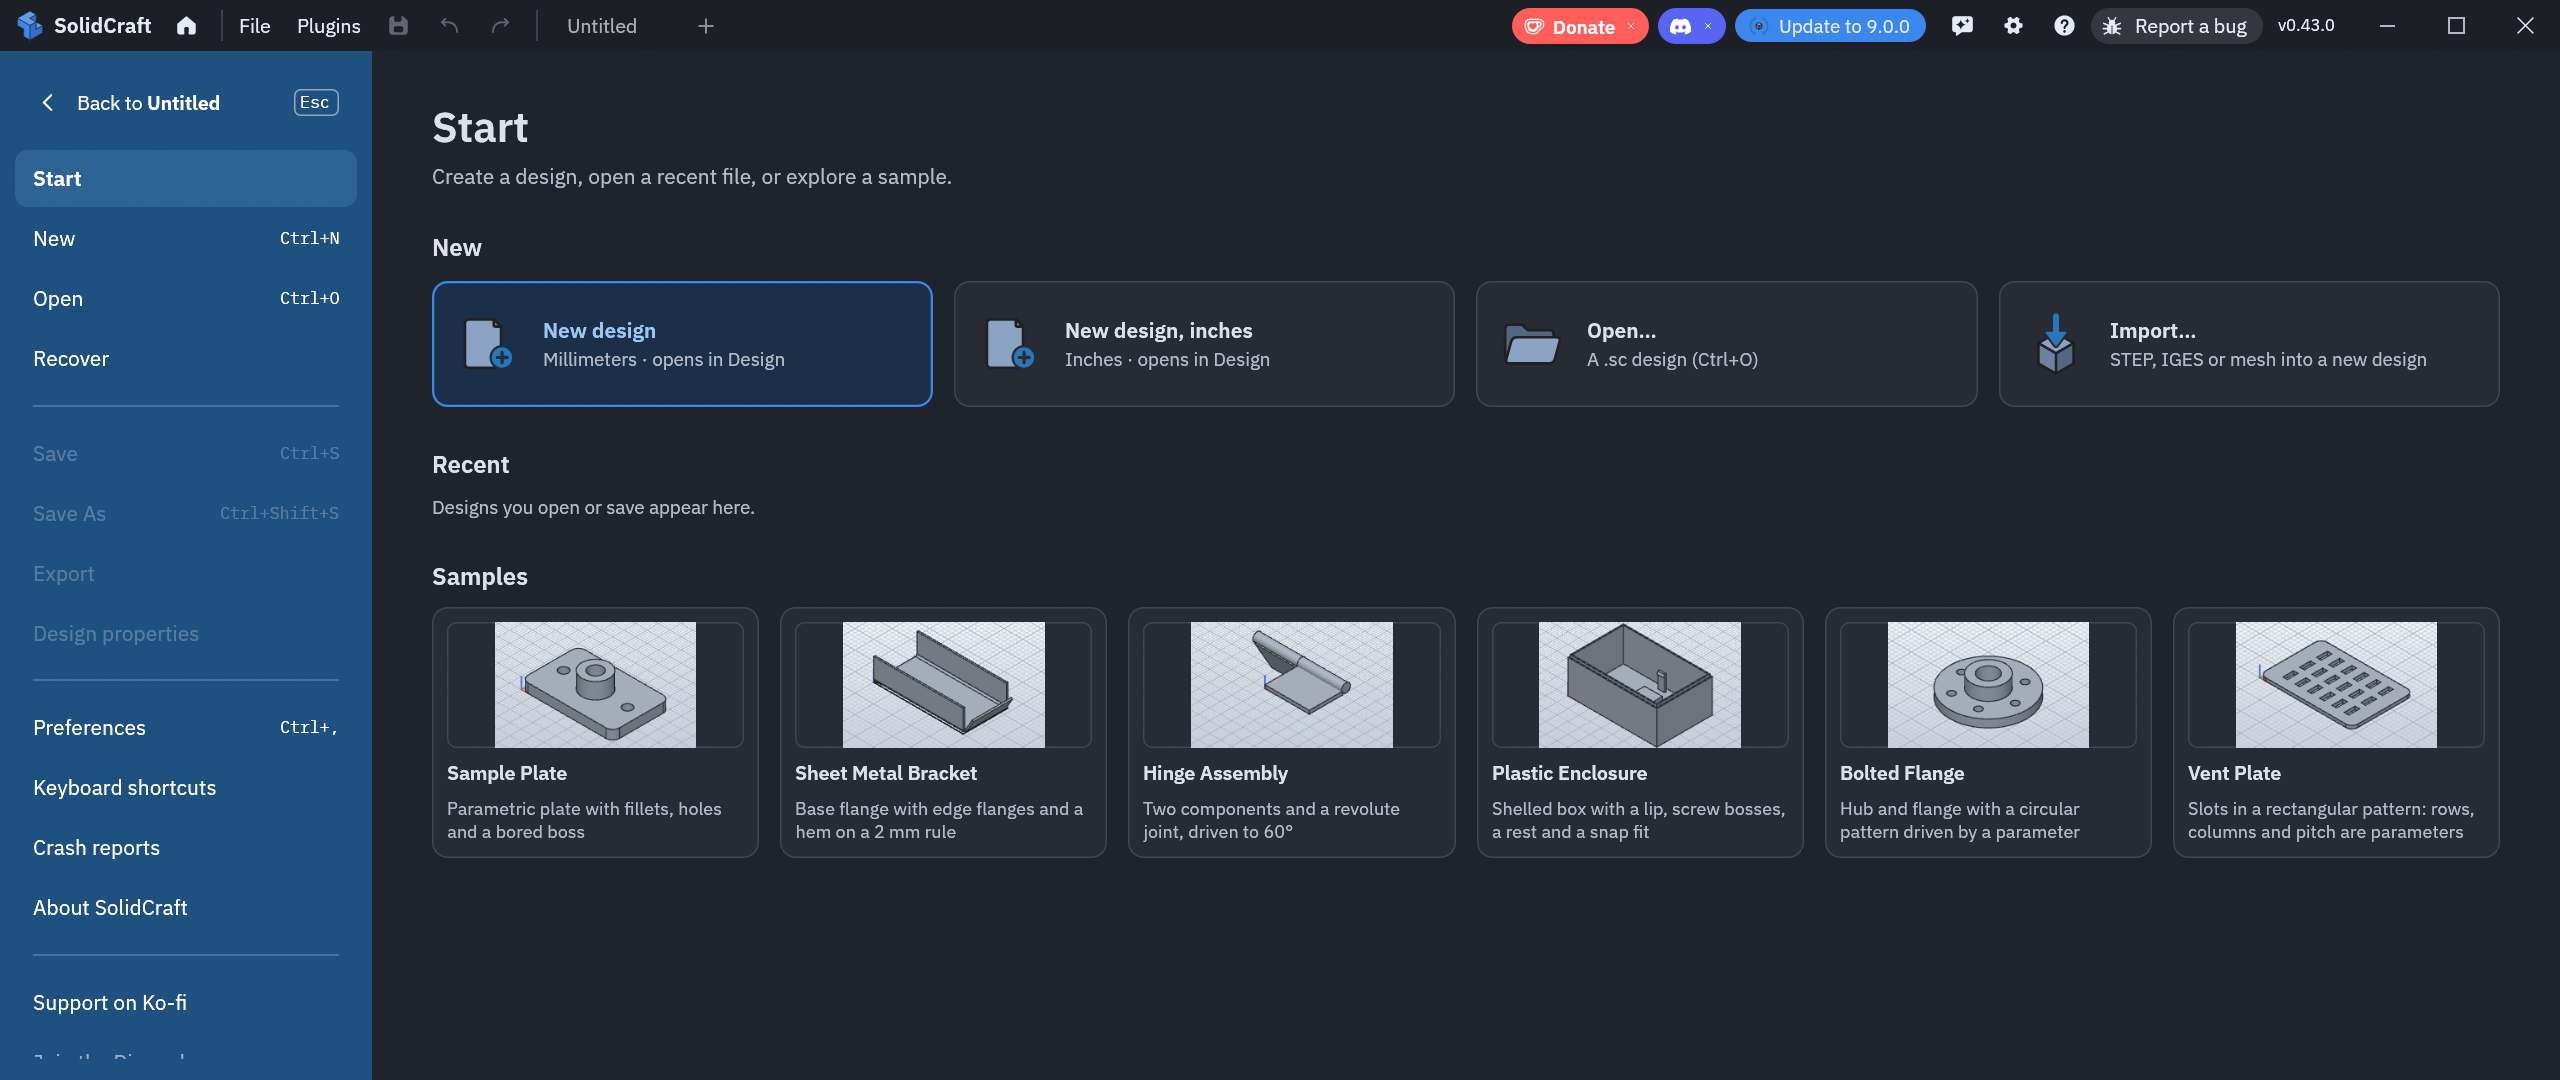 SolidCraft File Plugins Untitled Donate Update to 9.0.0 Report a bug v0.43.0
Back to Untitled Esc
Start
New Ctrl+N
Open Ctrl+O
Recover
Save Ctrl+S
Save As Ctrl+Shift+S
Export
Design properties
Preferences Ctrl+,
Keyboard shortcuts
Crash reports
About SolidCraft
Support on Ko-fi
Start
Create a design, open a recent file, or explore a sample.
New
New design
Millimeters · opens in Design
New design, inches
Inches · opens in Design
Open...
A .sc design (Ctrl+O)
Import...
STEP, IGES or mesh into a new design
Recent
Designs you open or save appear here.
Samples
Sample Plate
Parametric plate with fillets, holes
and a bored boss
Sheet Metal Bracket
Base flange with edge flanges and a
hem on a 2 mm rule
Hinge Assembly
Two components and a revolute
joint, driven to 60°
Plastic Enclosure
Shelled box with a lip, screw bosses,
a rest and a snap fit
Bolted Flange
Hub and flange with a circular
pattern driven by a parameter
Vent Plate
Slots in a rectangular pattern: rows,
columns and pitch are parameters